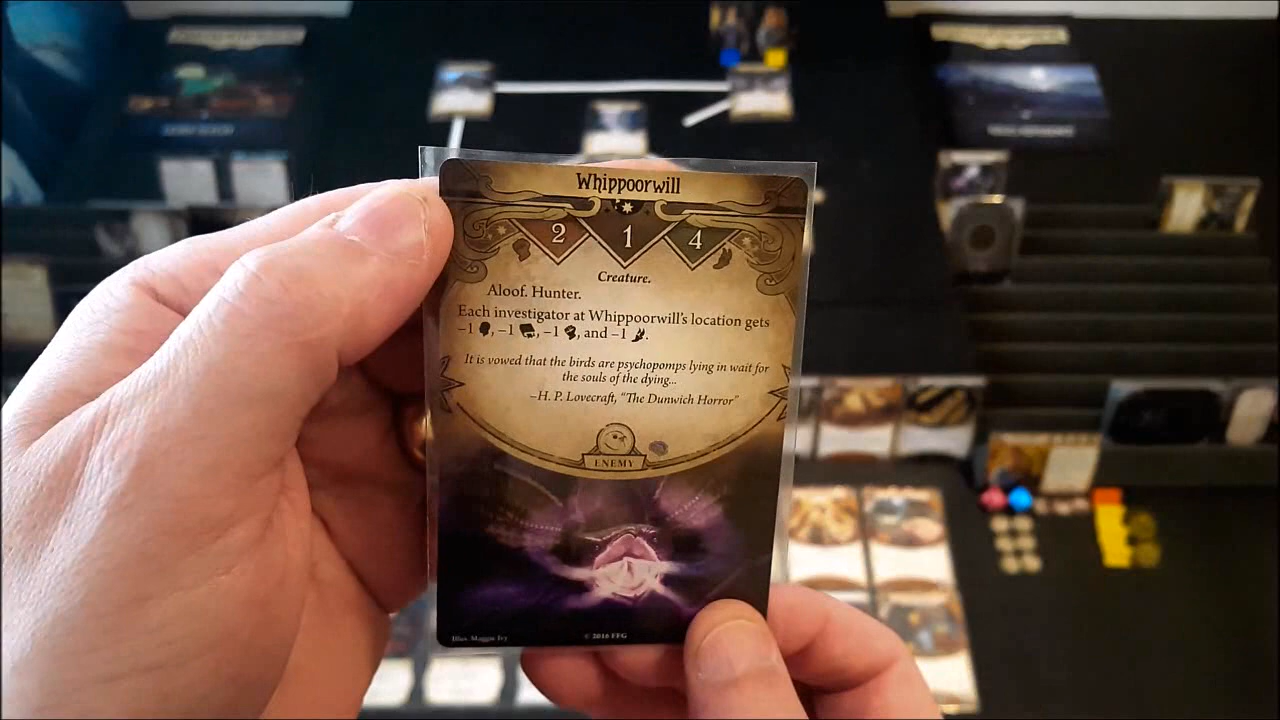 Whippoorwill
2 1 4
Creature.
Aloof. Hunter.
Each investigator at Whippoorwill's location gets
–1 , –1 , –1 , and –1 .
It is vowed that the birds are psychopomps lying in wait for
the souls of the dying...
–H. P. Lovecraft, "The Dunwich Horror"
ENEMY
Illus. Maggie Ivy
© 2016 FFG